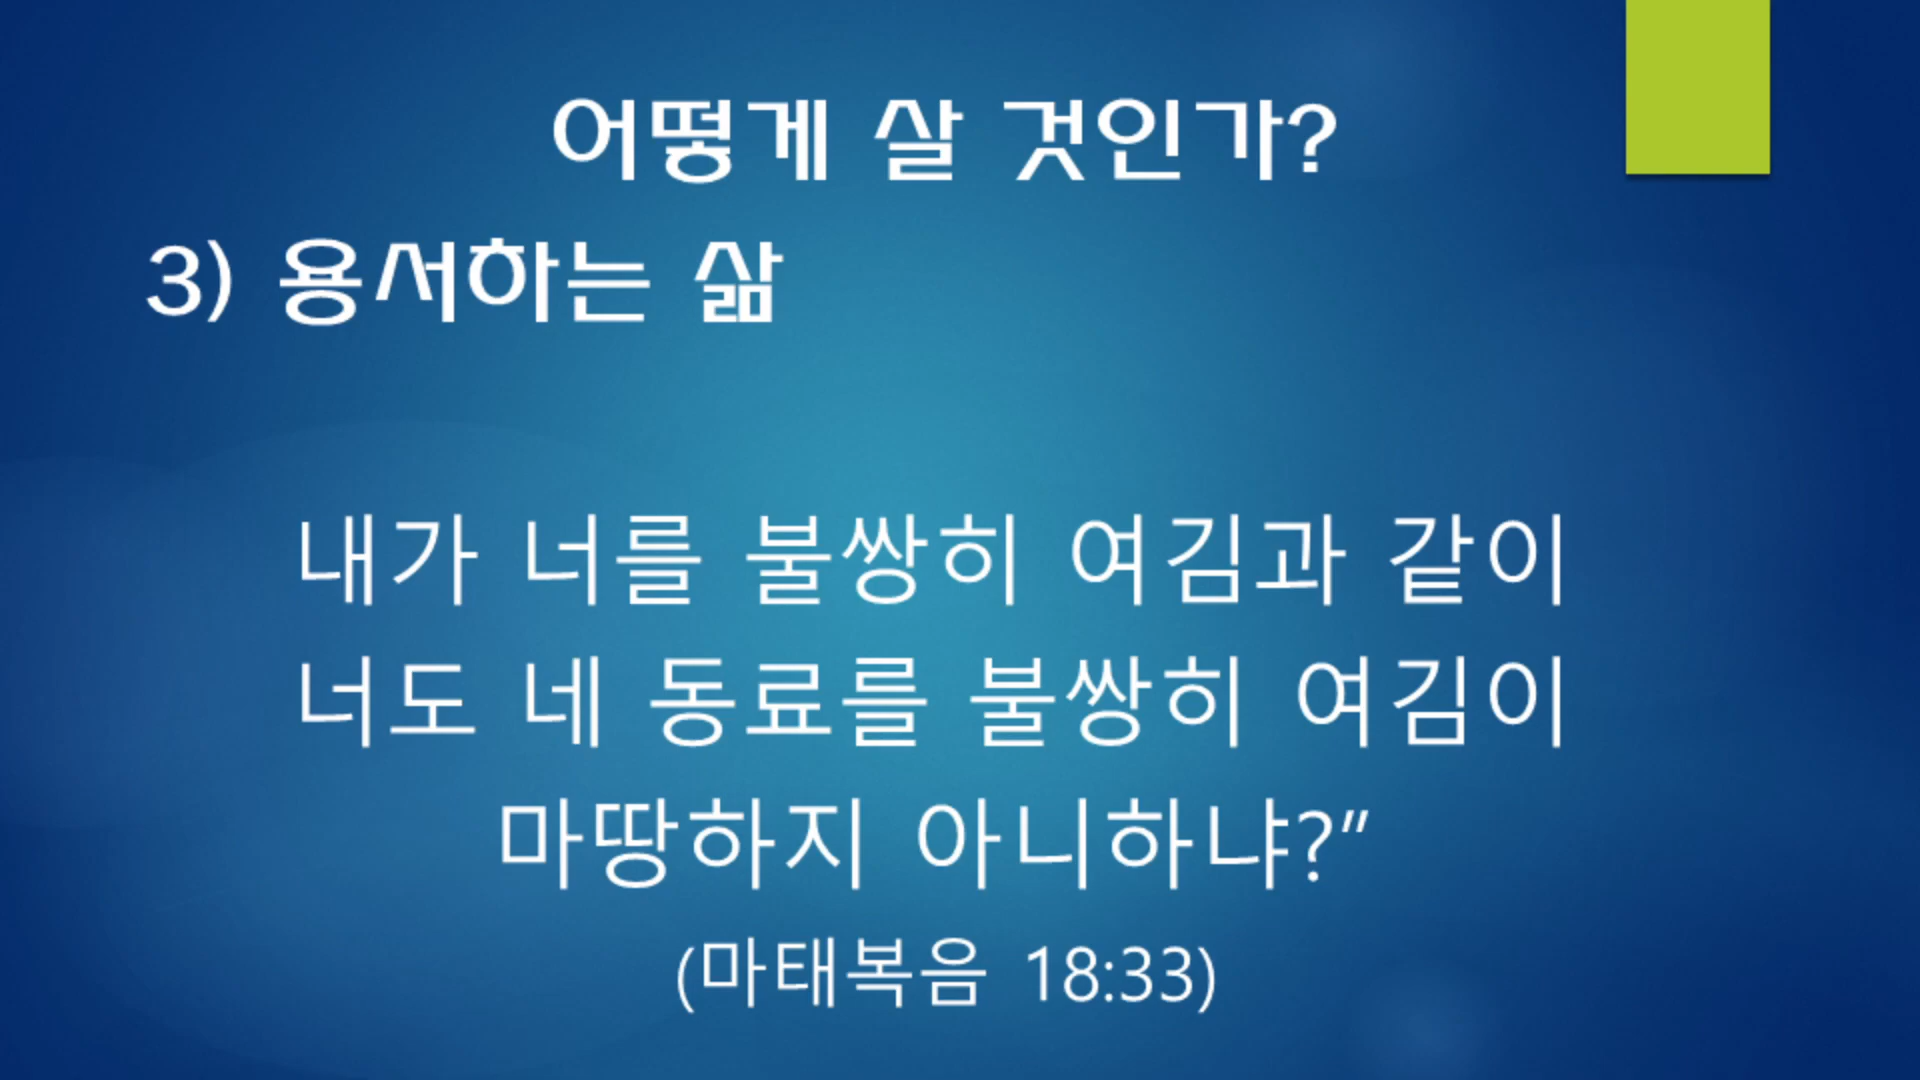 어떻게 살 것인가?
3) 용서하는 삶
내가 너를 불쌍히 여김과 같이
너도 네 동료를 불쌍히 여김이
마땅하지 아니하냐?”
(마태복음 18:33)